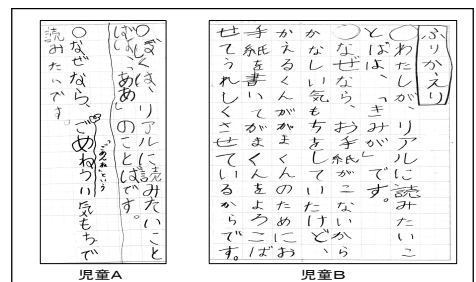 ○ぼくは、リアルに読みたいこと
ばは、「ああ」のことばです。
○なぜなら、ごめねういい気もちで
「ごめんね」という
読みたいです。
児童A
ふりかえり
○わたしが、リアルに読みたいこ
とばは、「きみが」です。
○なぜなら、お手紙がこないから
かなしい気もちをしていたけど、
かえるくんががまくんのためにお
手紙を書いてがまくんをよろこば
せてうれしくさせているからです。
児童B